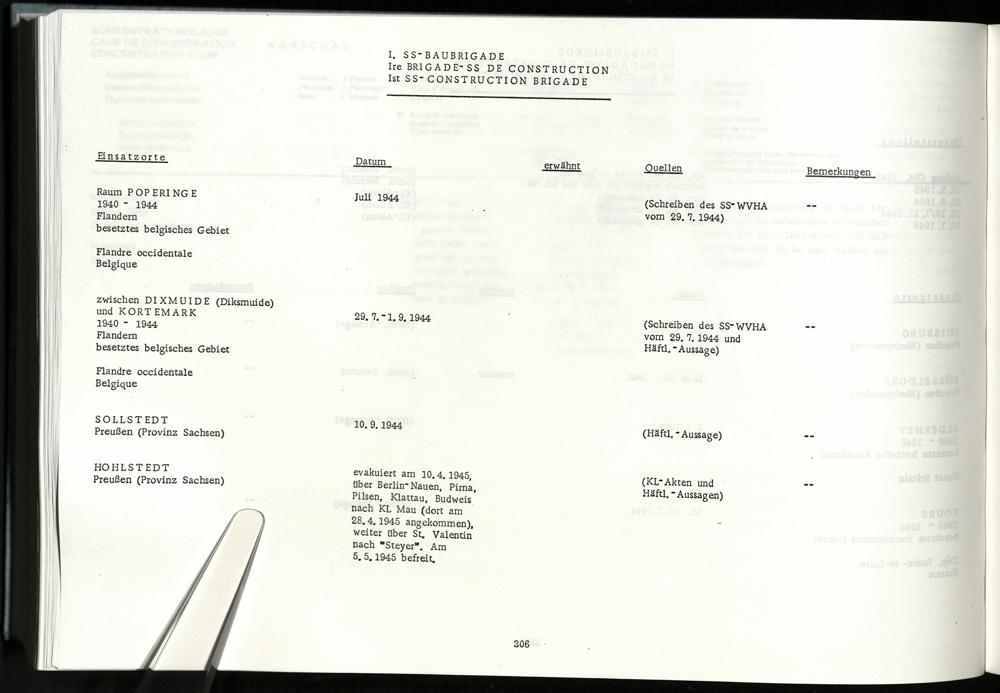 I. SS-BAUBRIGADE
Ire BRIGADE-SS DE CONSTRUCTION
Ist SS-CONSTRUCTION BRIGADE
Einsatzorte Datum erwähnt Quellen Bemerkungen
Raum POPERINGE
1940 - 1944
Flandern
besetztes belgisches Gebiet
Flandre occidentale
Belgique
Juli 1944
(Schreiben des SS-WVHA
vom 29.7.1944)
--
zwischen DIXMUIDE (Diksmuide)
und KORTEMARK
1940 - 1944
Flandern
besetztes belgisches Gebiet
Flandre occidentale
Belgique
29.7.-1.9.1944
(Schreiben des SS-WVHA
vom 29.7.1944 und
Häftl.-Aussage)
--
SOLLSTEDT
Preußen (Provinz Sachsen)
10.9.1944
(Häftl.-Aussage)
--
HOHLSTEDT
Preußen (Provinz Sachsen)
evakuiert am 10.4.1945,
über Berlin-Nauen, Pirna,
Pilsen, Klattau, Budweis
nach KL Mau (dort am
28.4.1945 angekommen),
weiter über St. Valentin
nach "Steyer". Am
5.5.1945 befreit.
(KL-Akten und
Häftl.-Aussagen)
--
306